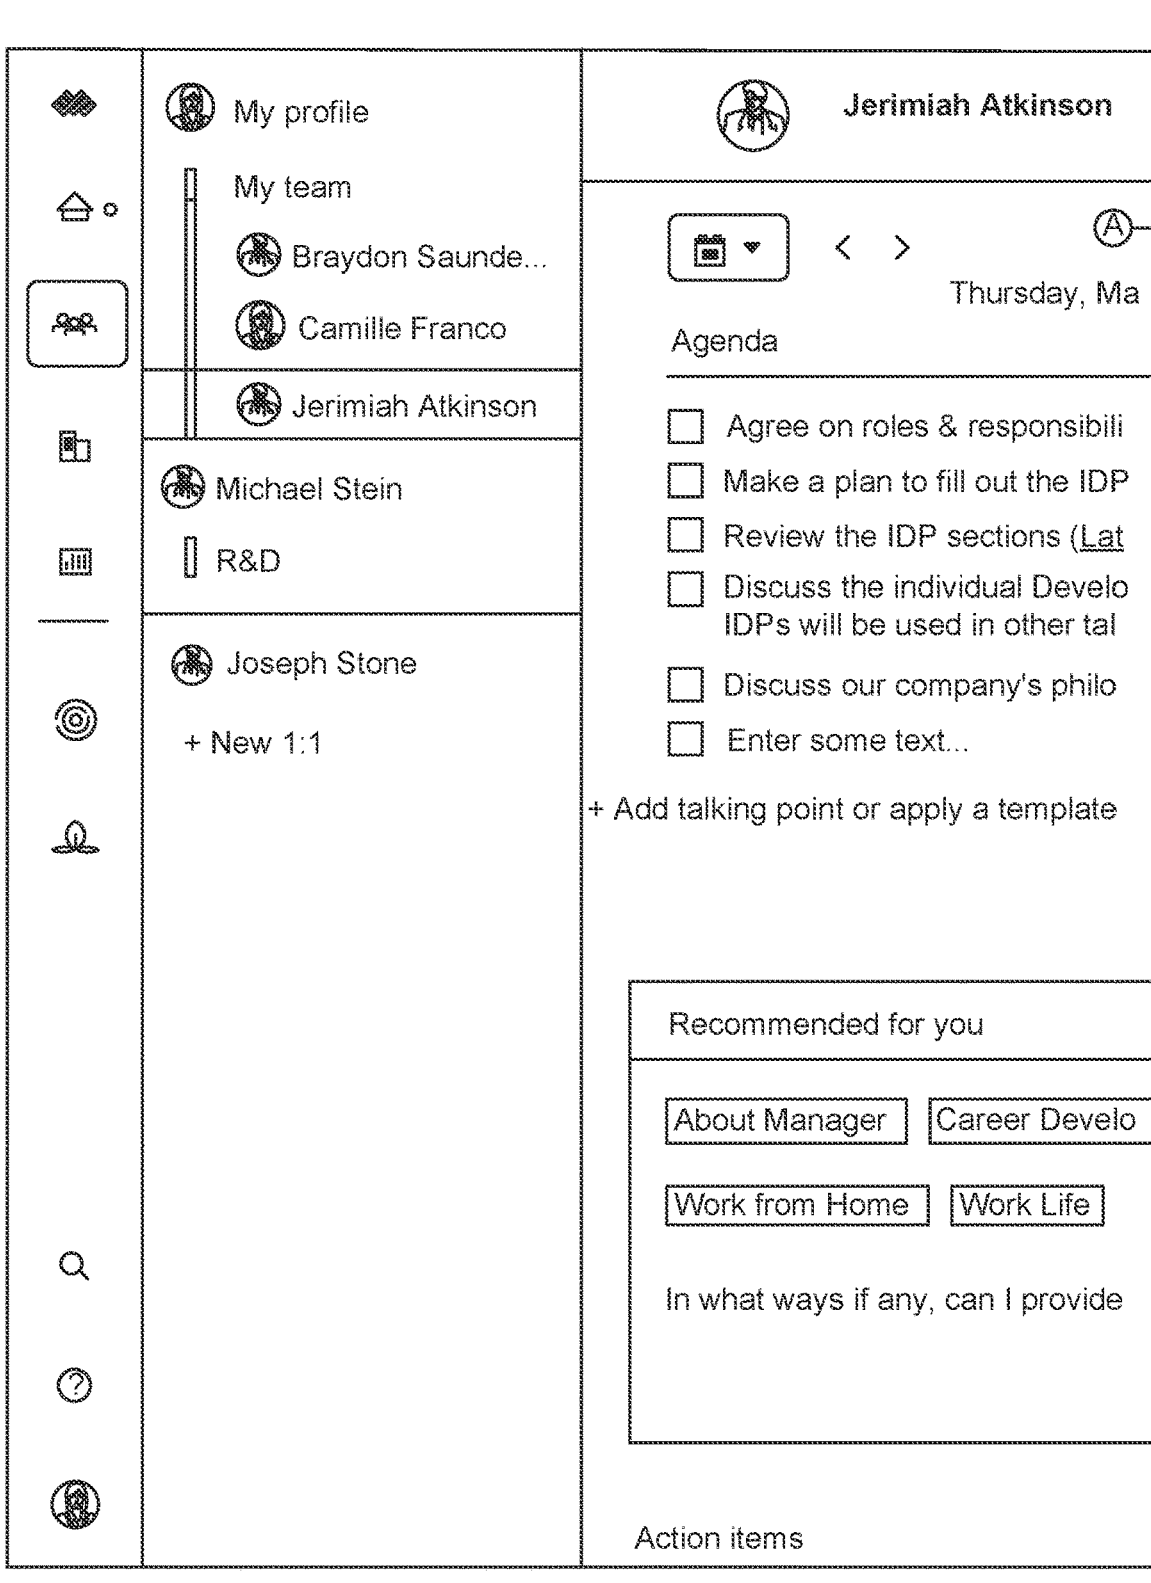 My profile
My team
Braydon Saunde...
Camille Franco
Jerimiah Atkinson
Michael Stein
R&D
Joseph Stone
+ New 1:1
Jerimiah Atkinson
A
Thursday, Ma
Agenda
Agree on roles & responsibili
Make a plan to fill out the IDP
Review the IDP sections (Lat
Discuss the individual Develo
IDPs will be used in other tal
Discuss our company's philo
Enter some text...
+ Add talking point or apply a template
Recommended for you
About Manager
Career Develo
Work from Home
Work Life
In what ways if any, can I provide
Action items